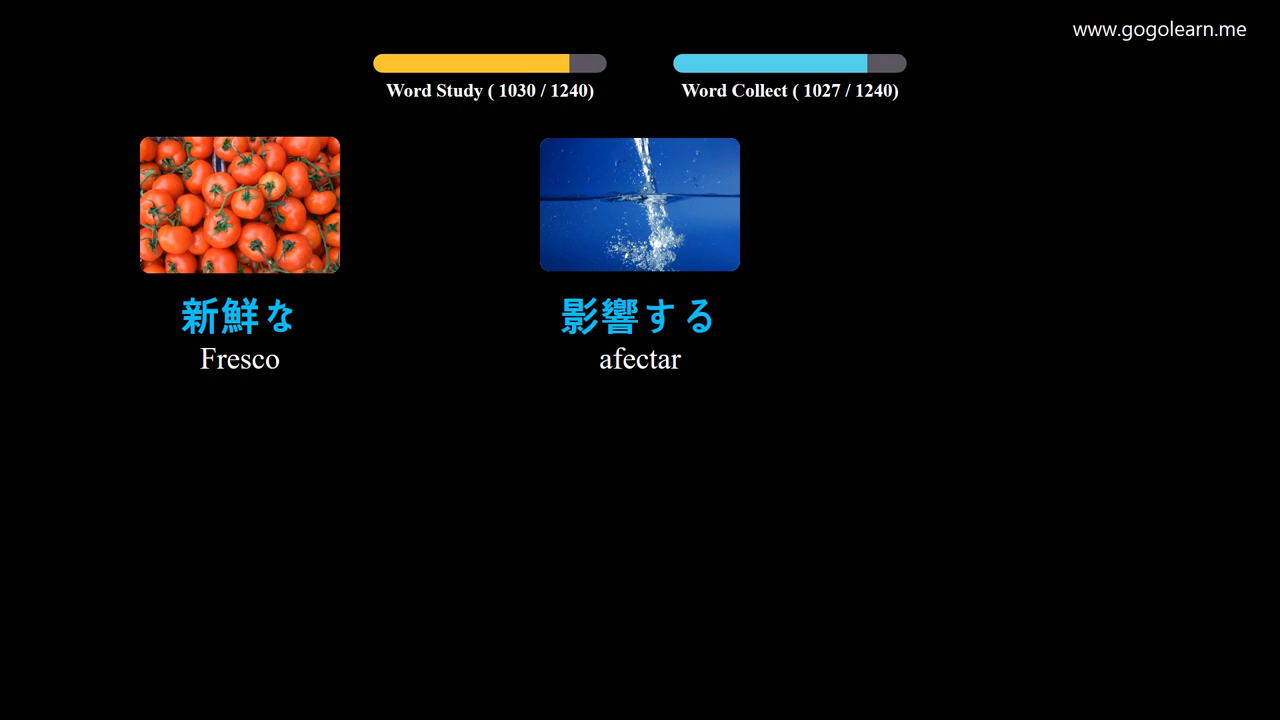 www.gogolearn.me
Word Study ( 1030 / 1240)
Word Collect ( 1027 / 1240)
新鮮な
Fresco
影響する
afectar